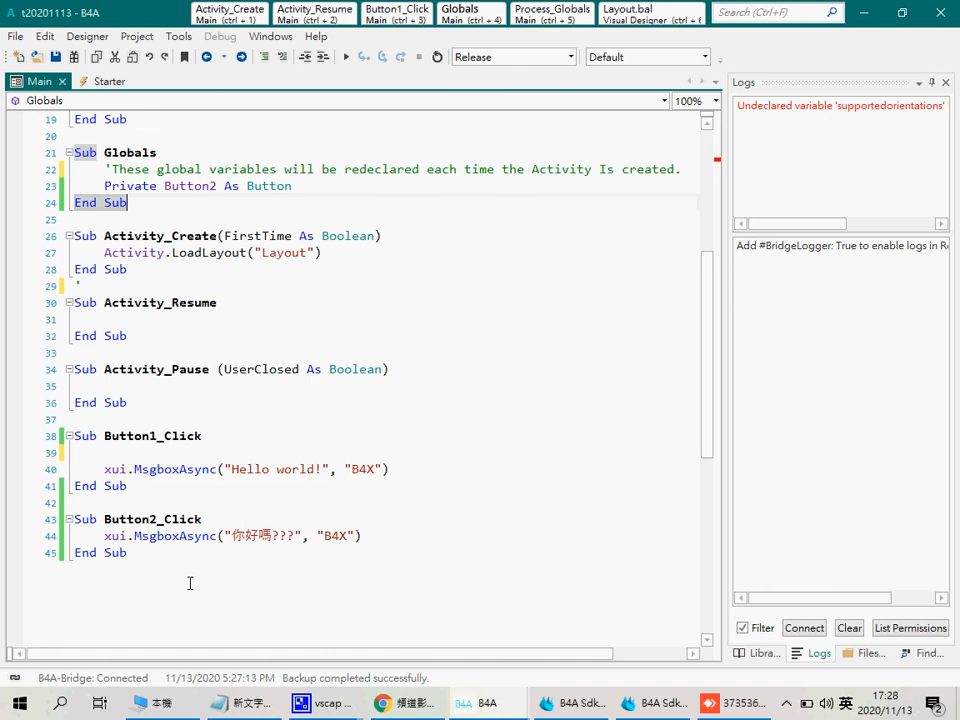 t20201113 - B4A
Activity_Create
Main (ctrl + 1)
Activity_Resume
Main (ctrl + 2)
Button1_Click
Main (ctrl + 3)
Globals
Main (ctrl + 4)
Process_Globals
Main (ctrl + 5)
Layout.bal
Visual Designer (ctrl + 6
Search (Ctrl+F)
File Edit Designer Project Tools Debug Windows Help
Release
Default
Main
Starter
Logs
Globals
100%
Undeclared variable 'supportedorientations'
19 End Sub
20
21 Sub Globals
22 'These global variables will be redeclared each time the Activity Is created.
23 Private Button2 As Button
24 End Sub
25
26 Sub Activity_Create(FirstTime As Boolean)
27 Activity.LoadLayout("Layout")
28 End Sub
29 '
30 Sub Activity_Resume
31
32 End Sub
33
34 Sub Activity_Pause (UserClosed As Boolean)
35
36 End Sub
37
38 Sub Button1_Click
39
40 xui.MsgboxAsync("Hello world!", "B4X")
41 End Sub
42
43 Sub Button2_Click
44 xui.MsgboxAsync("你好嗎???", "B4X")
45 End Sub
Add #BridgeLogger: True to enable logs in Re
Filter Connect Clear List Permissions
Libra... Logs Files... Find...
B4A-Bridge: Connected 11/13/2020 5:27:13 PM Backup completed successfully.
本機
新文字...
vscap ...
頻道影...
B4A
B4A Sdk...
B4A Sdk...
373536...
英
17:28
2020/11/13
2